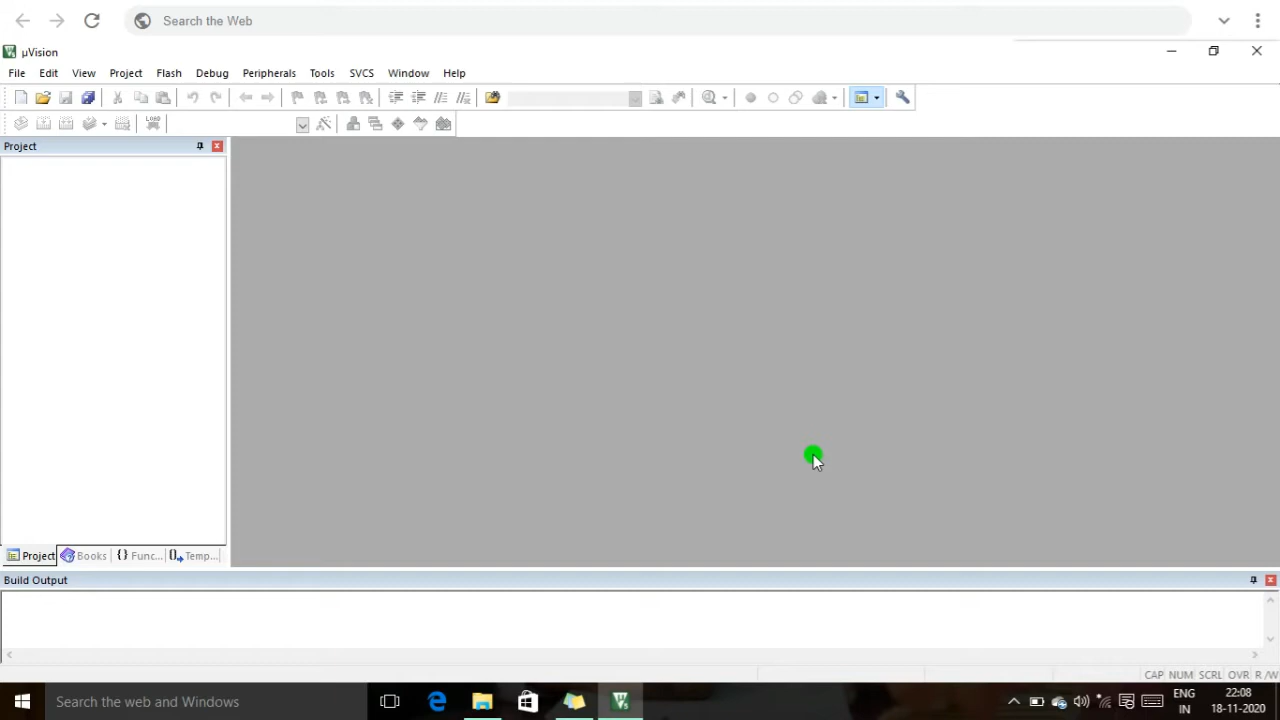 Search the Web
µVision
File Edit View Project Flash Debug Peripherals Tools SVCS Window Help
LOAD
Project
Project Books {} Func... {} Temp...
Build Output
CAP NUM SCRL OVR R /W
Search the web and Windows
ENG 22:08
IN 18-11-2020